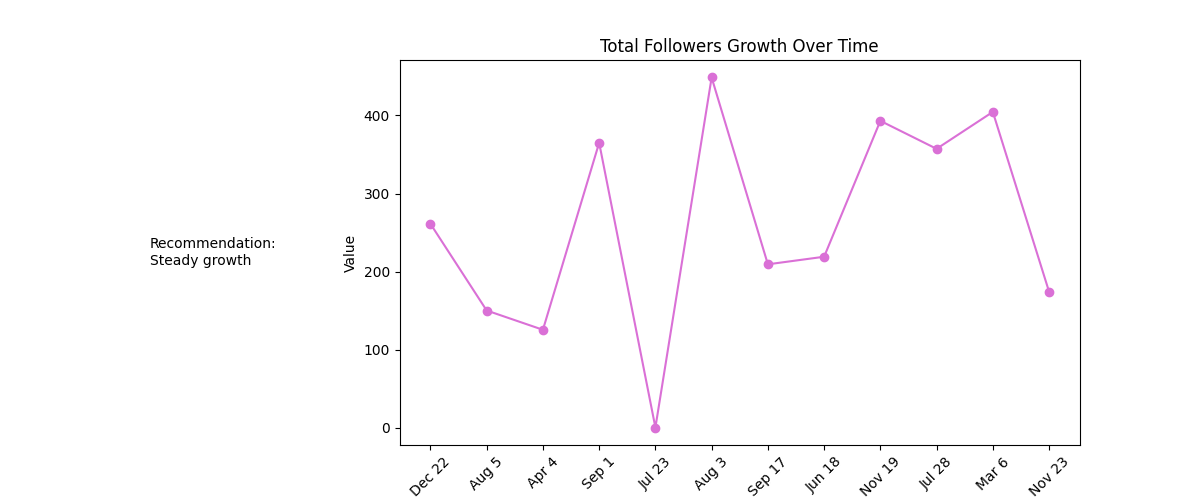 Total Followers Growth Over Time
Recommendation:
Steady growth
Value
400
300
200
100
0
Dec 22
Aug 5
Apr 4
Sep 1
Jul 23
Aug 3
Sep 17
Jun 18
Nov 19
Jul 28
Mar 6
Nov 23